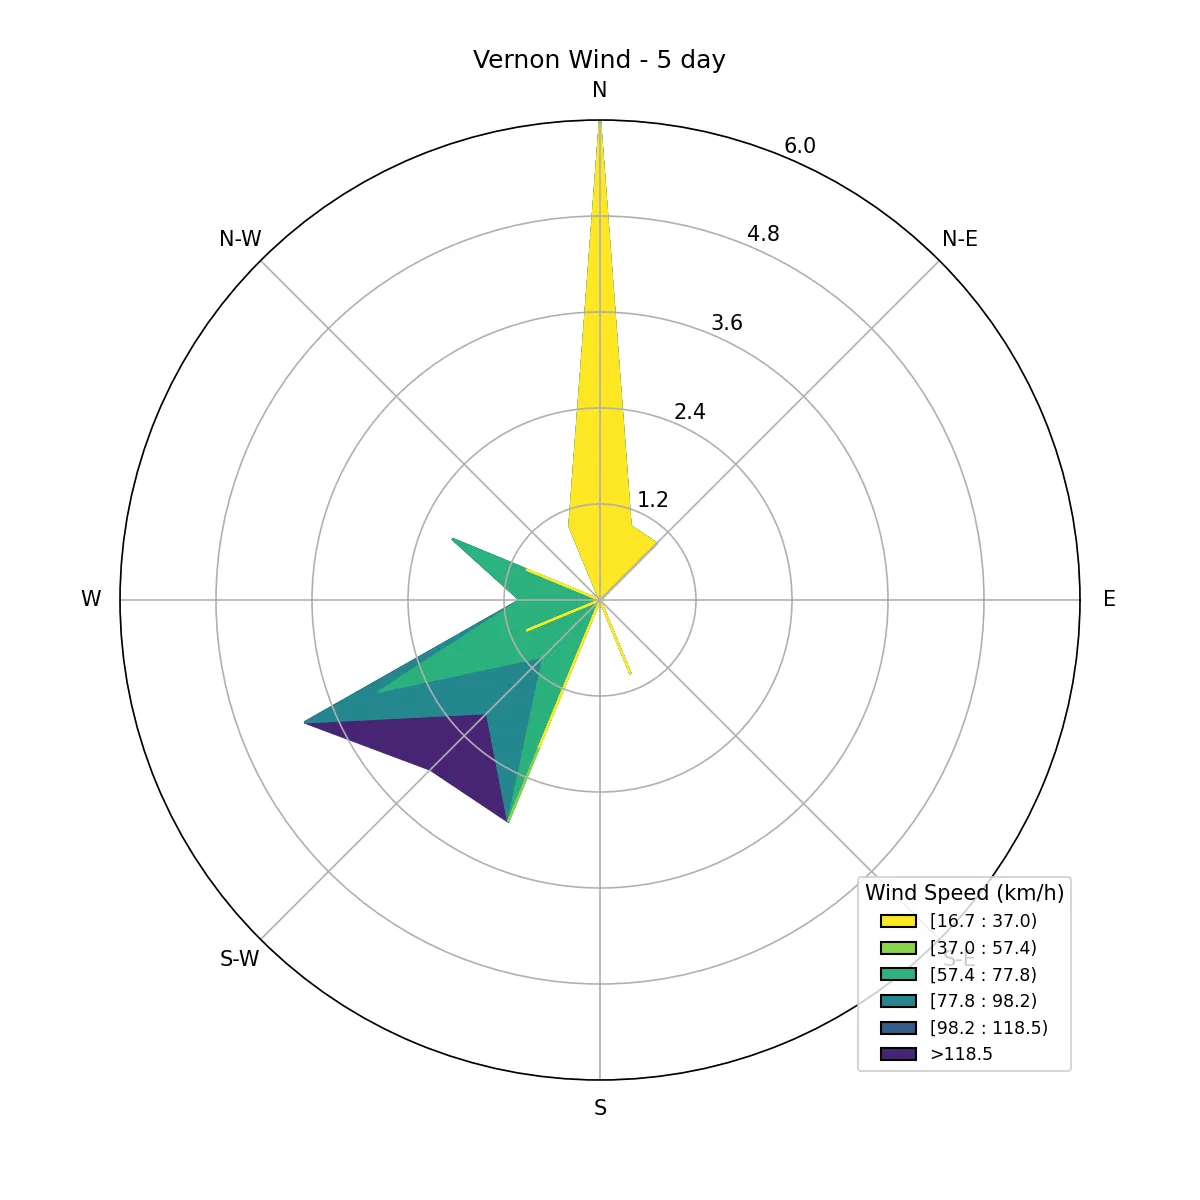 Vernon Wind - 5 day
N
6.0
N-W
N-E
4.8
3.6
2.4
1.2
W
E
S-W
S-E
S
Wind Speed (km/h)
[16.7 : 37.0)
[37.0 : 57.4)
[57.4 : 77.8)
[77.8 : 98.2)
[98.2 : 118.5)
>118.5